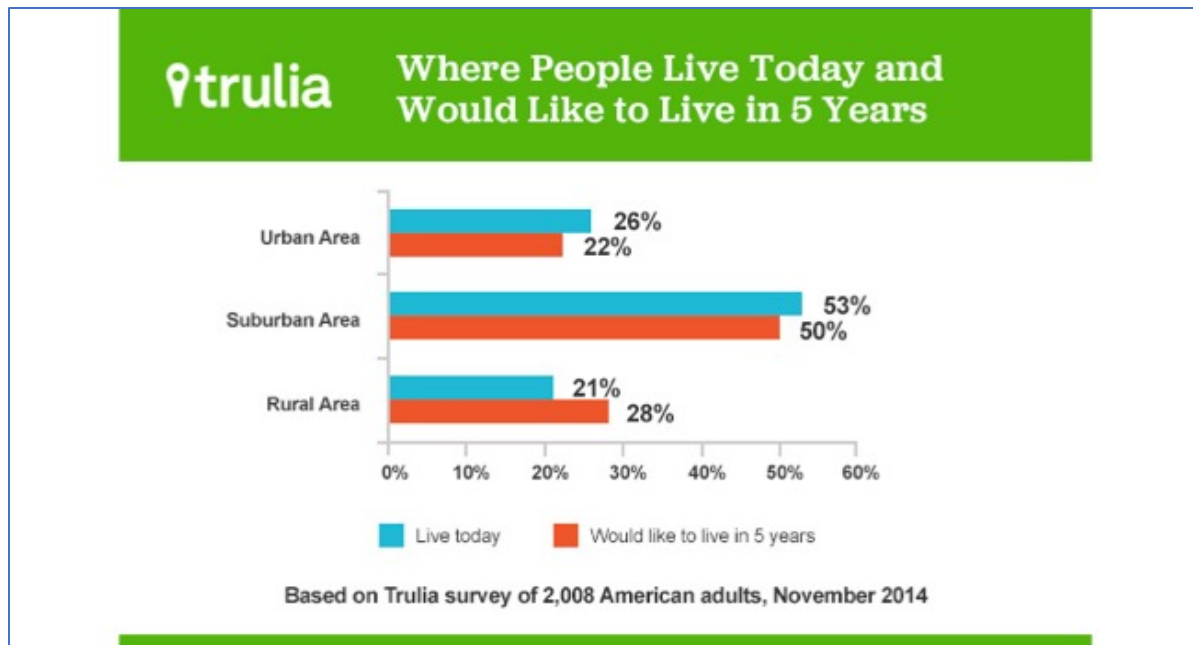 trulia
Where People Live Today and
Would Like to Live in 5 Years
Urban Area
26%
22%
Suburban Area
53%
50%
Rural Area
21%
28%
0% 10% 20% 30% 40% 50% 60%
Live today Would like to live in 5 years
Based on Trulia survey of 2,008 American adults, November 2014